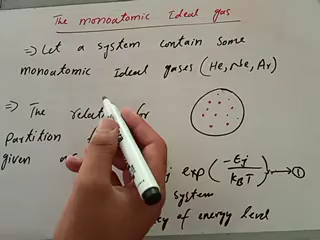 The monoatomic Ideal gas
⇒ Let a system contain some
monoatomic Ideal gases (He, Ne, Ar)
⇒ The for
partition
given
j exp(-Ej / kBT) → ①
system
of energy level